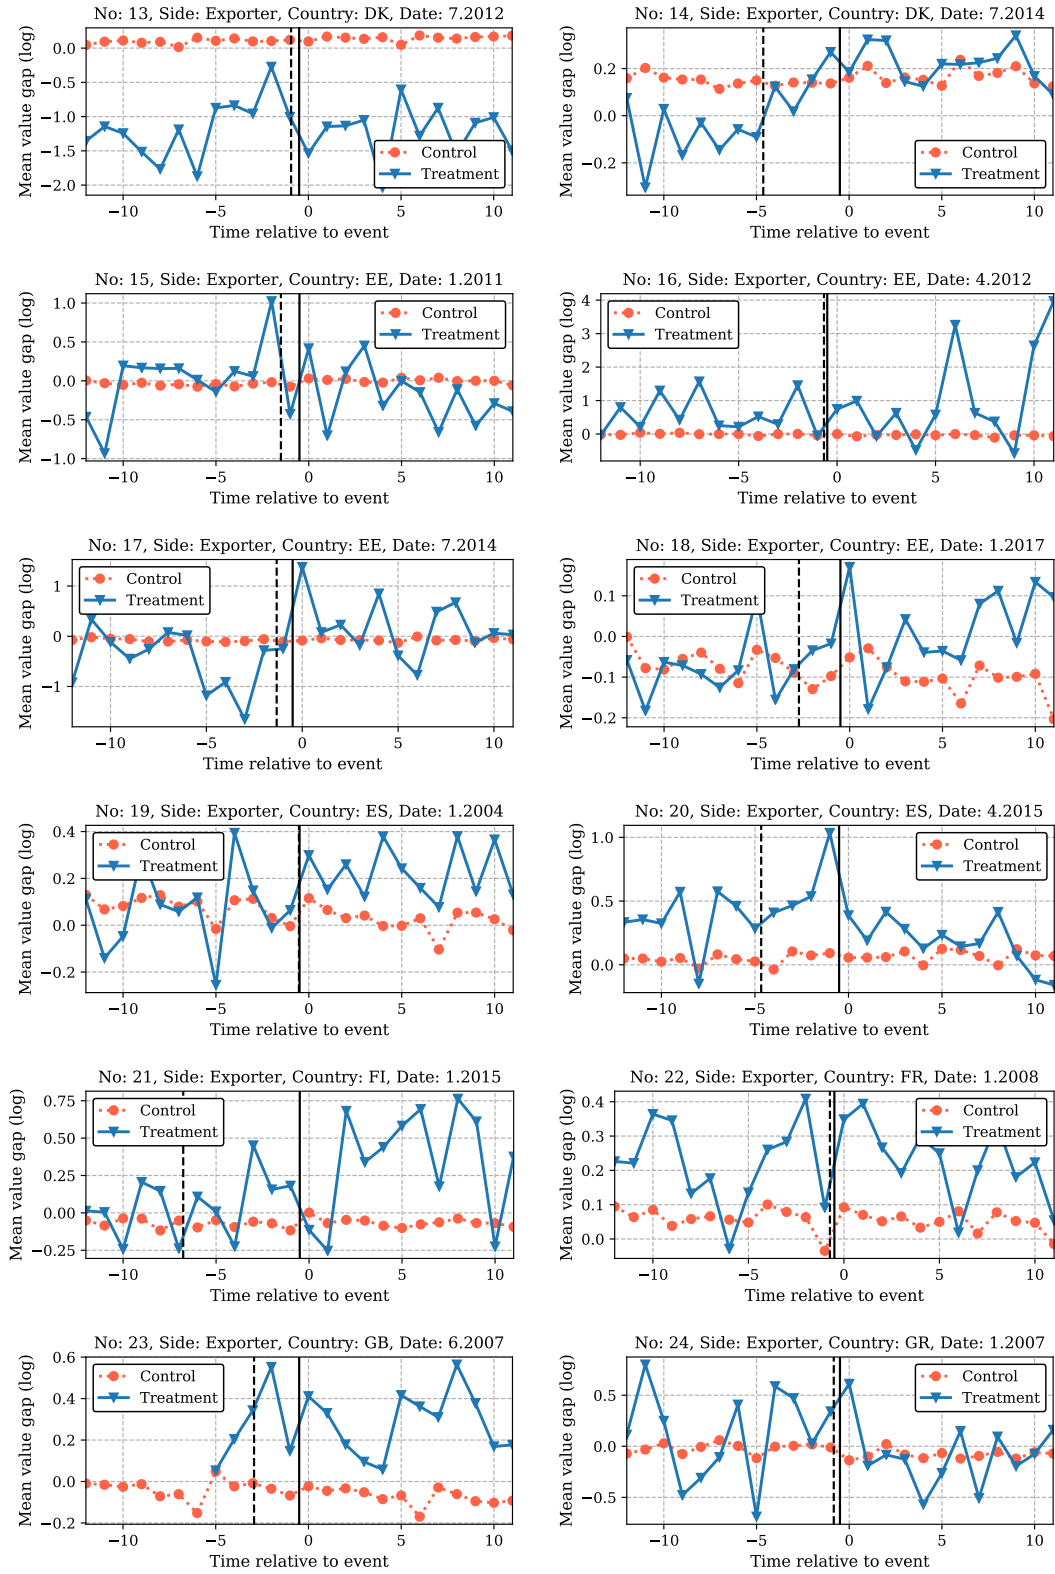 No: 13, Side: Exporter, Country: DK, Date: 7.2012
Mean value gap (log)
0.0
−0.5
−1.0
−1.5
−2.0
Control
Treatment
−10 −5 0 5 10
Time relative to event
No: 14, Side: Exporter, Country: DK, Date: 7.2014
Mean value gap (log)
0.2
0.0
−0.2
Control
Treatment
−10 −5 0 5 10
Time relative to event
No: 15, Side: Exporter, Country: EE, Date: 1.2011
Mean value gap (log)
1.0
0.5
0.0
−0.5
−1.0
Control
Treatment
−10 −5 0 5 10
Time relative to event
No: 16, Side: Exporter, Country: EE, Date: 4.2012
Mean value gap (log)
4
3
2
1
0
Control
Treatment
−10 −5 0 5 10
Time relative to event
No: 17, Side: Exporter, Country: EE, Date: 7.2014
Mean value gap (log)
1
0
−1
Control
Treatment
−10 −5 0 5 10
Time relative to event
No: 18, Side: Exporter, Country: EE, Date: 1.2017
Mean value gap (log)
0.1
0.0
−0.1
−0.2
Control
Treatment
−10 −5 0 5 10
Time relative to event
No: 19, Side: Exporter, Country: ES, Date: 1.2004
Mean value gap (log)
0.4
0.2
0.0
−0.2
Control
Treatment
−10 −5 0 5 10
Time relative to event
No: 20, Side: Exporter, Country: ES, Date: 4.2015
Mean value gap (log)
1.0
0.5
0.0
Control
Treatment
−10 −5 0 5 10
Time relative to event
No: 21, Side: Exporter, Country: FI, Date: 1.2015
Mean value gap (log)
0.75
0.50
0.25
0.00
−0.25
Control
Treatment
−10 −5 0 5 10
Time relative to event
No: 22, Side: Exporter, Country: FR, Date: 1.2008
Mean value gap (log)
0.4
0.3
0.2
0.1
0.0
Control
Treatment
−10 −5 0 5 10
Time relative to event
No: 23, Side: Exporter, Country: GB, Date: 6.2007
Mean value gap (log)
0.6
0.4
0.2
0.0
−0.2
Control
Treatment
−10 −5 0 5 10
Time relative to event
No: 24, Side: Exporter, Country: GR, Date: 1.2007
Mean value gap (log)
0.5
0.0
−0.5
Control
Treatment
−10 −5 0 5 10
Time relative to event